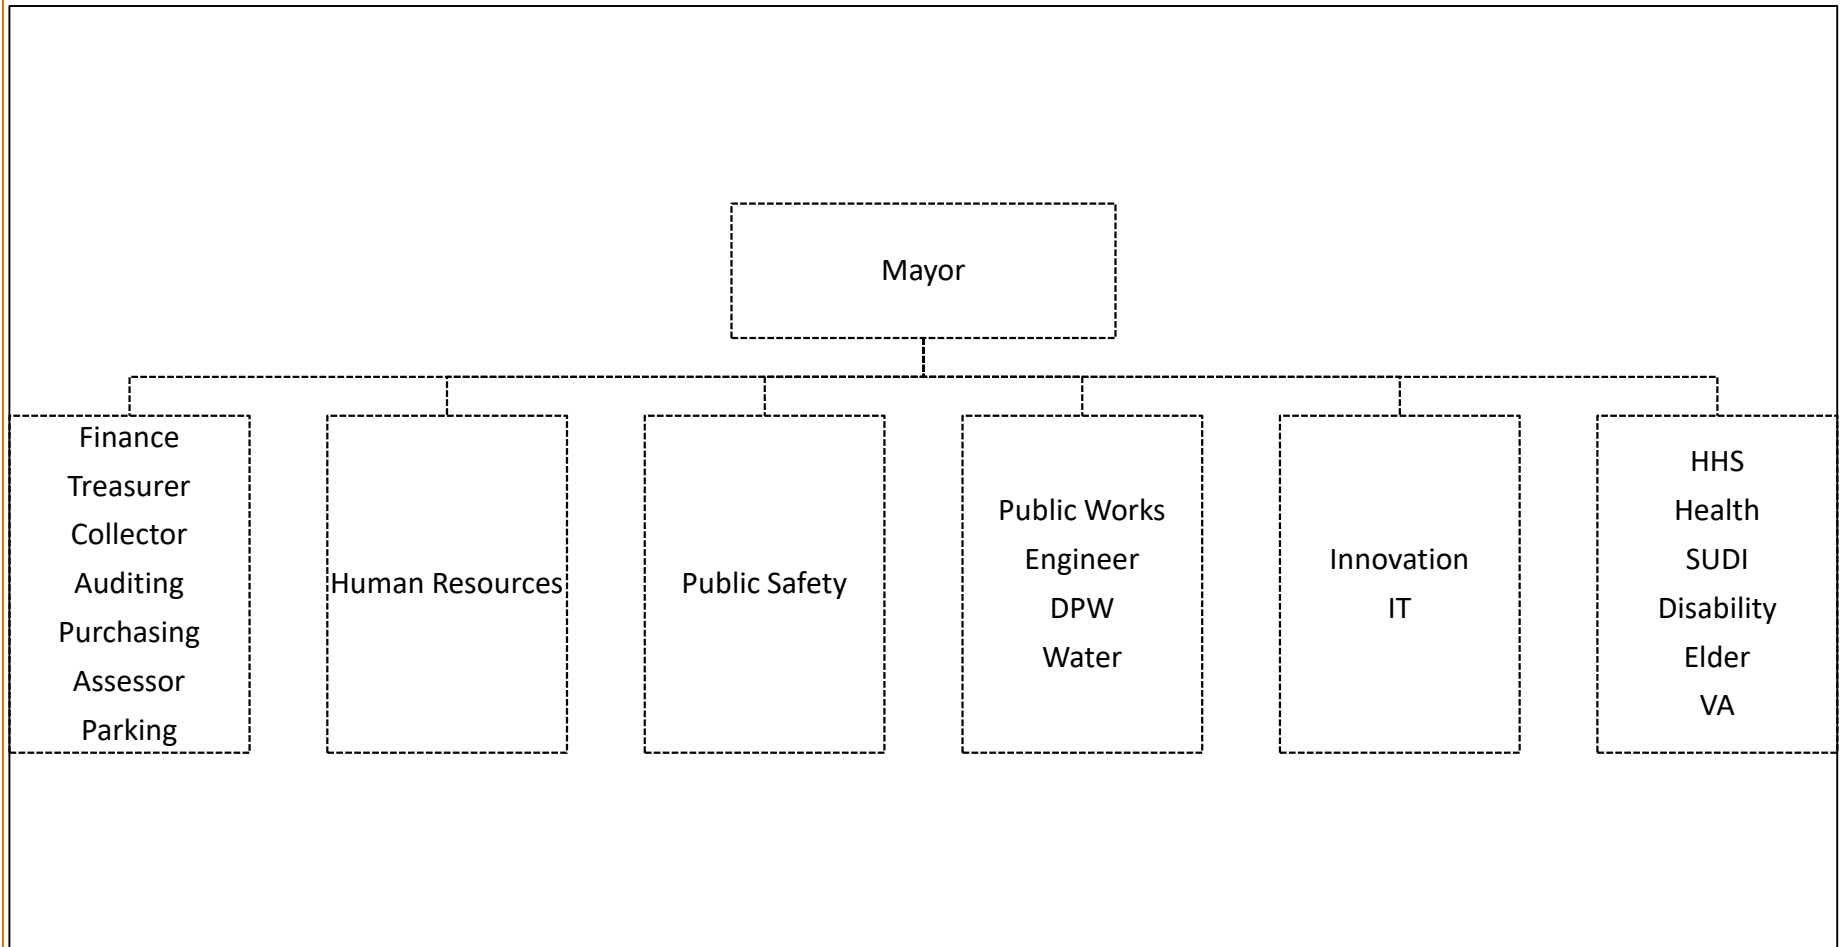 Mayor
Finance
Treasurer
Collector
Auditing
Purchasing
Assessor
Parking
Human Resources
Public Safety
Public Works
Engineer
DPW
Water
Innovation
IT
HHS
Health
SUDI
Disability
Elder
VA